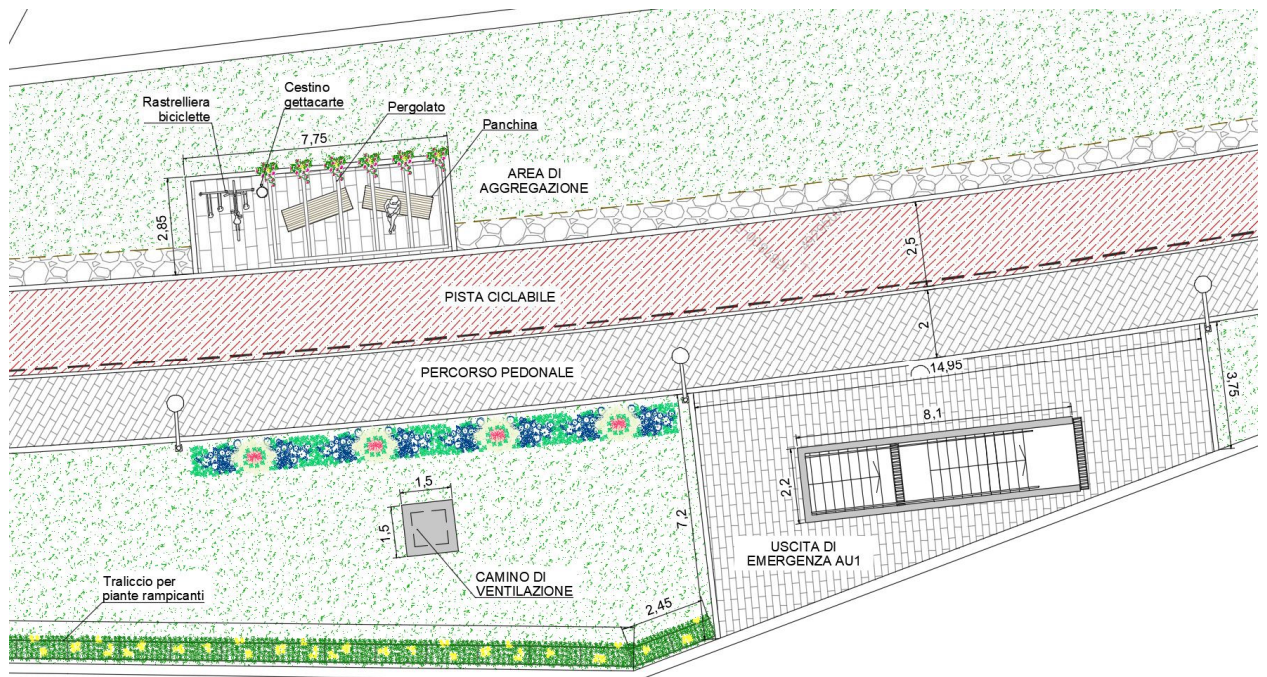 Cestino
gettacarte
Rastrelliera
biciclette
Pergolato
Panchina
7,75
AREA DI
AGGREGAZIONE
2,85
2,5
PISTA CICLABILE
2
PERCORSO PEDONALE
14,95
3,75
8,1
2,2
1,5
1,5
7,2
USCITA DI
EMERGENZA AU1
CAMINO DI
VENTILAZIONE
Traliccio per
piante rampicanti
2,45